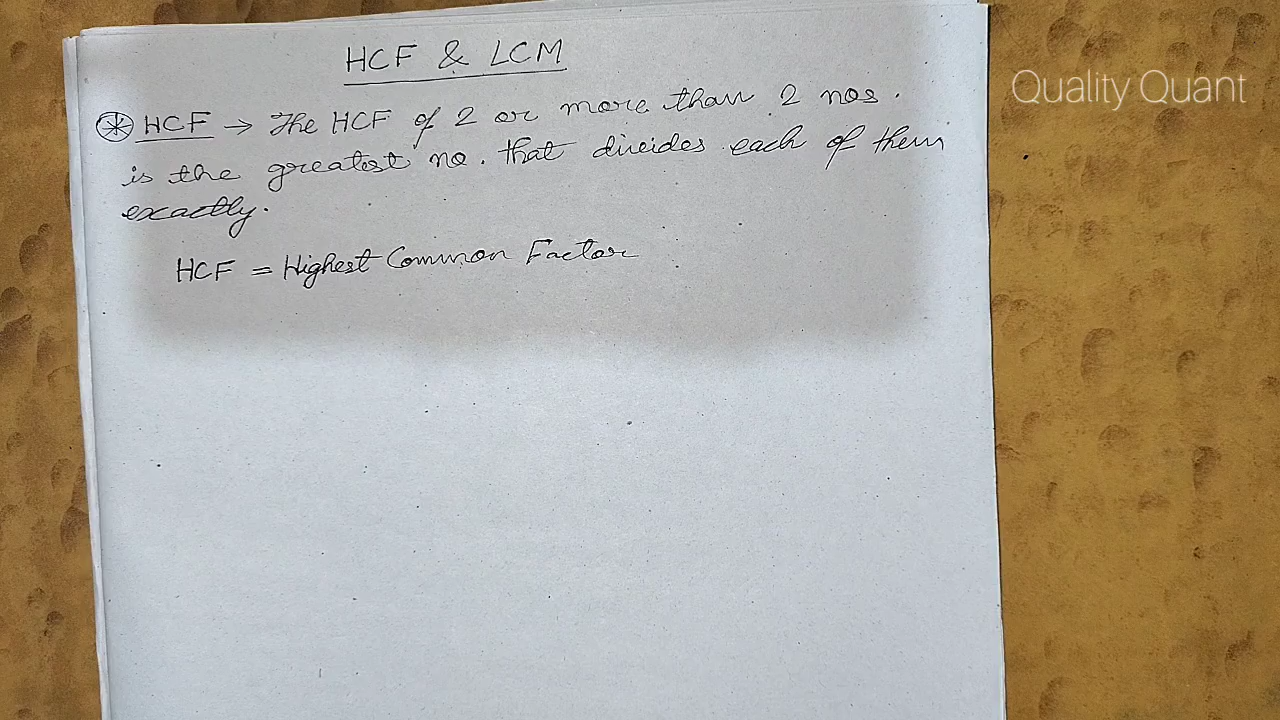 HCF & LCM
Quality Quant
HCF → The HCF of 2 or more than 2 nos.
is the greatest no. that divides each of them
exactly.
HCF = Highest Common Factor